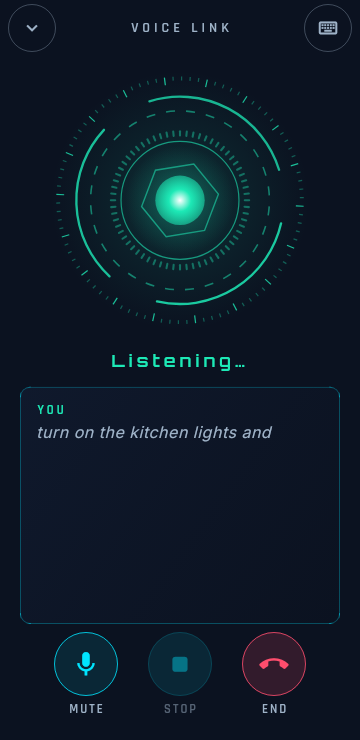 VOICE LINK
Listening…
YOU
turn on the kitchen lights and
MUTE
STOP
END